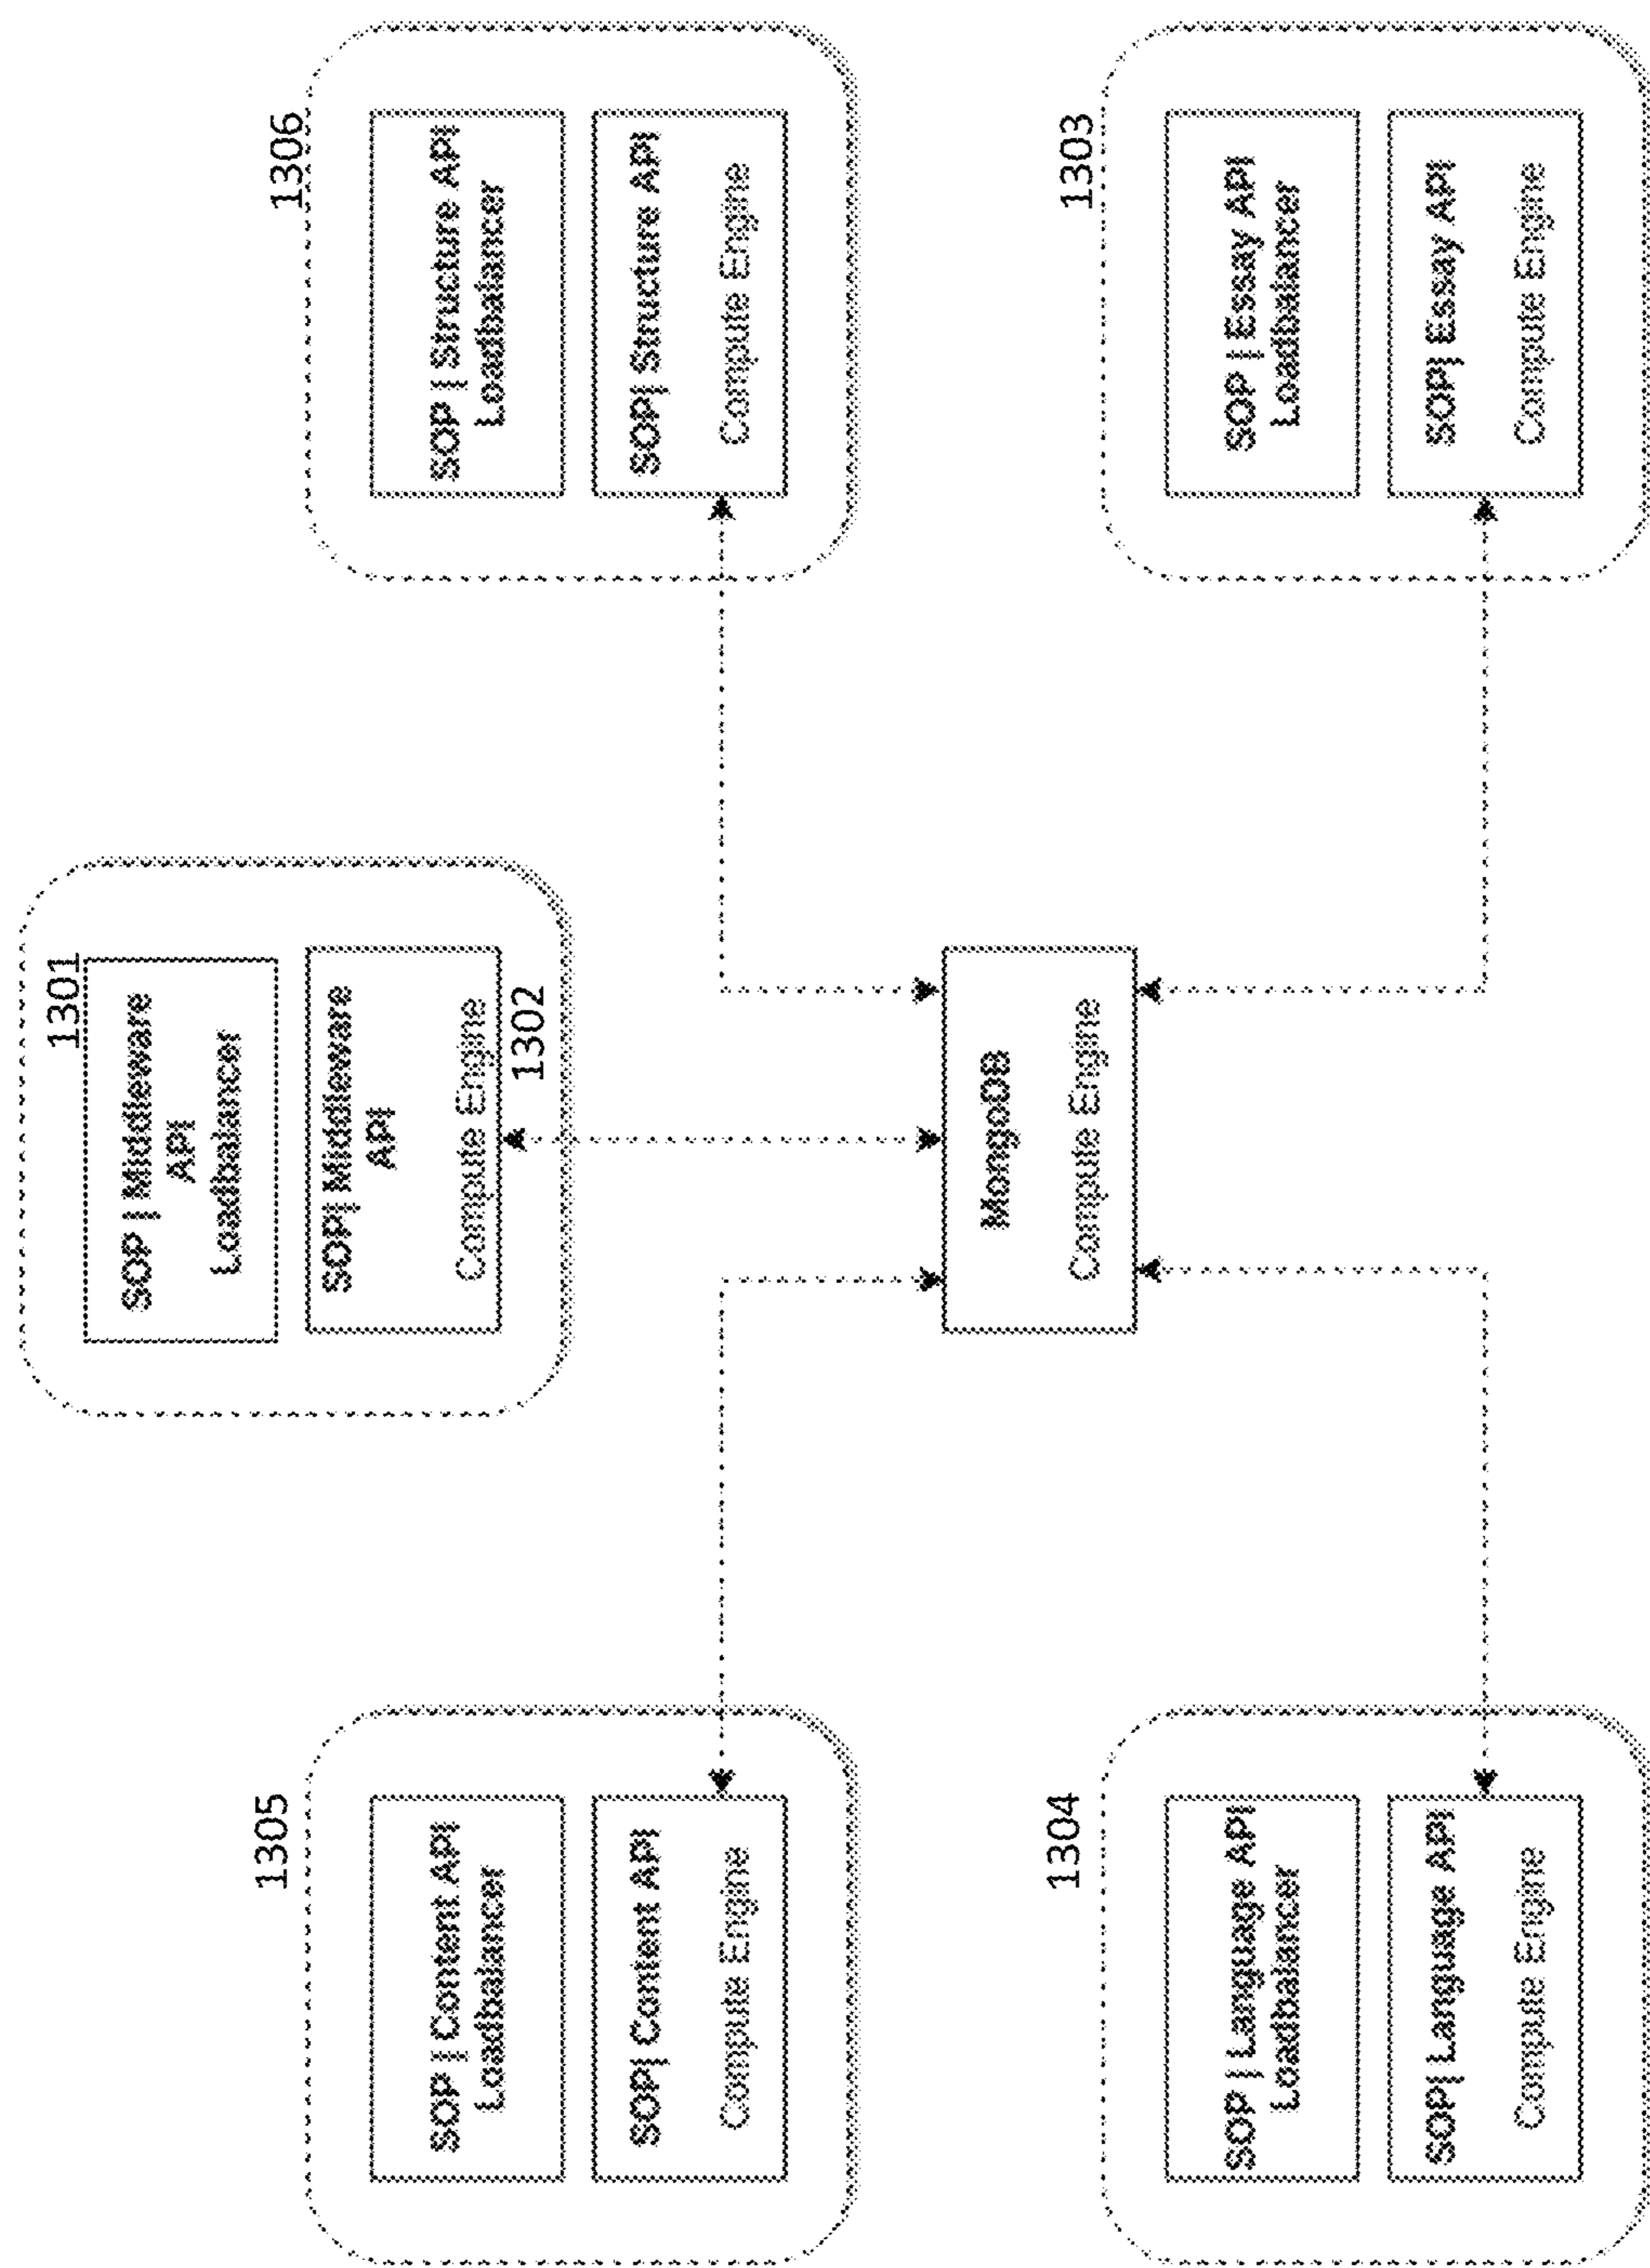 1301
SOP | Middleware
API
Loadbalancer
SOP| Middleware
API
Compute Engine
1302
1305
SOP | Content API
Loadbalancer
SOP| Content API
Compute Engine
1306
SOP | Structure API
Loadbalancer
SOP| Structure API
Compute Engine
MongoDB
Compute Engine
1304
SOP | Language API
Loadbalancer
SOP| Language API
Compute Engine
1303
SOP | Essay API
Loadbalancer
SOP| Essay API
Compute Engine